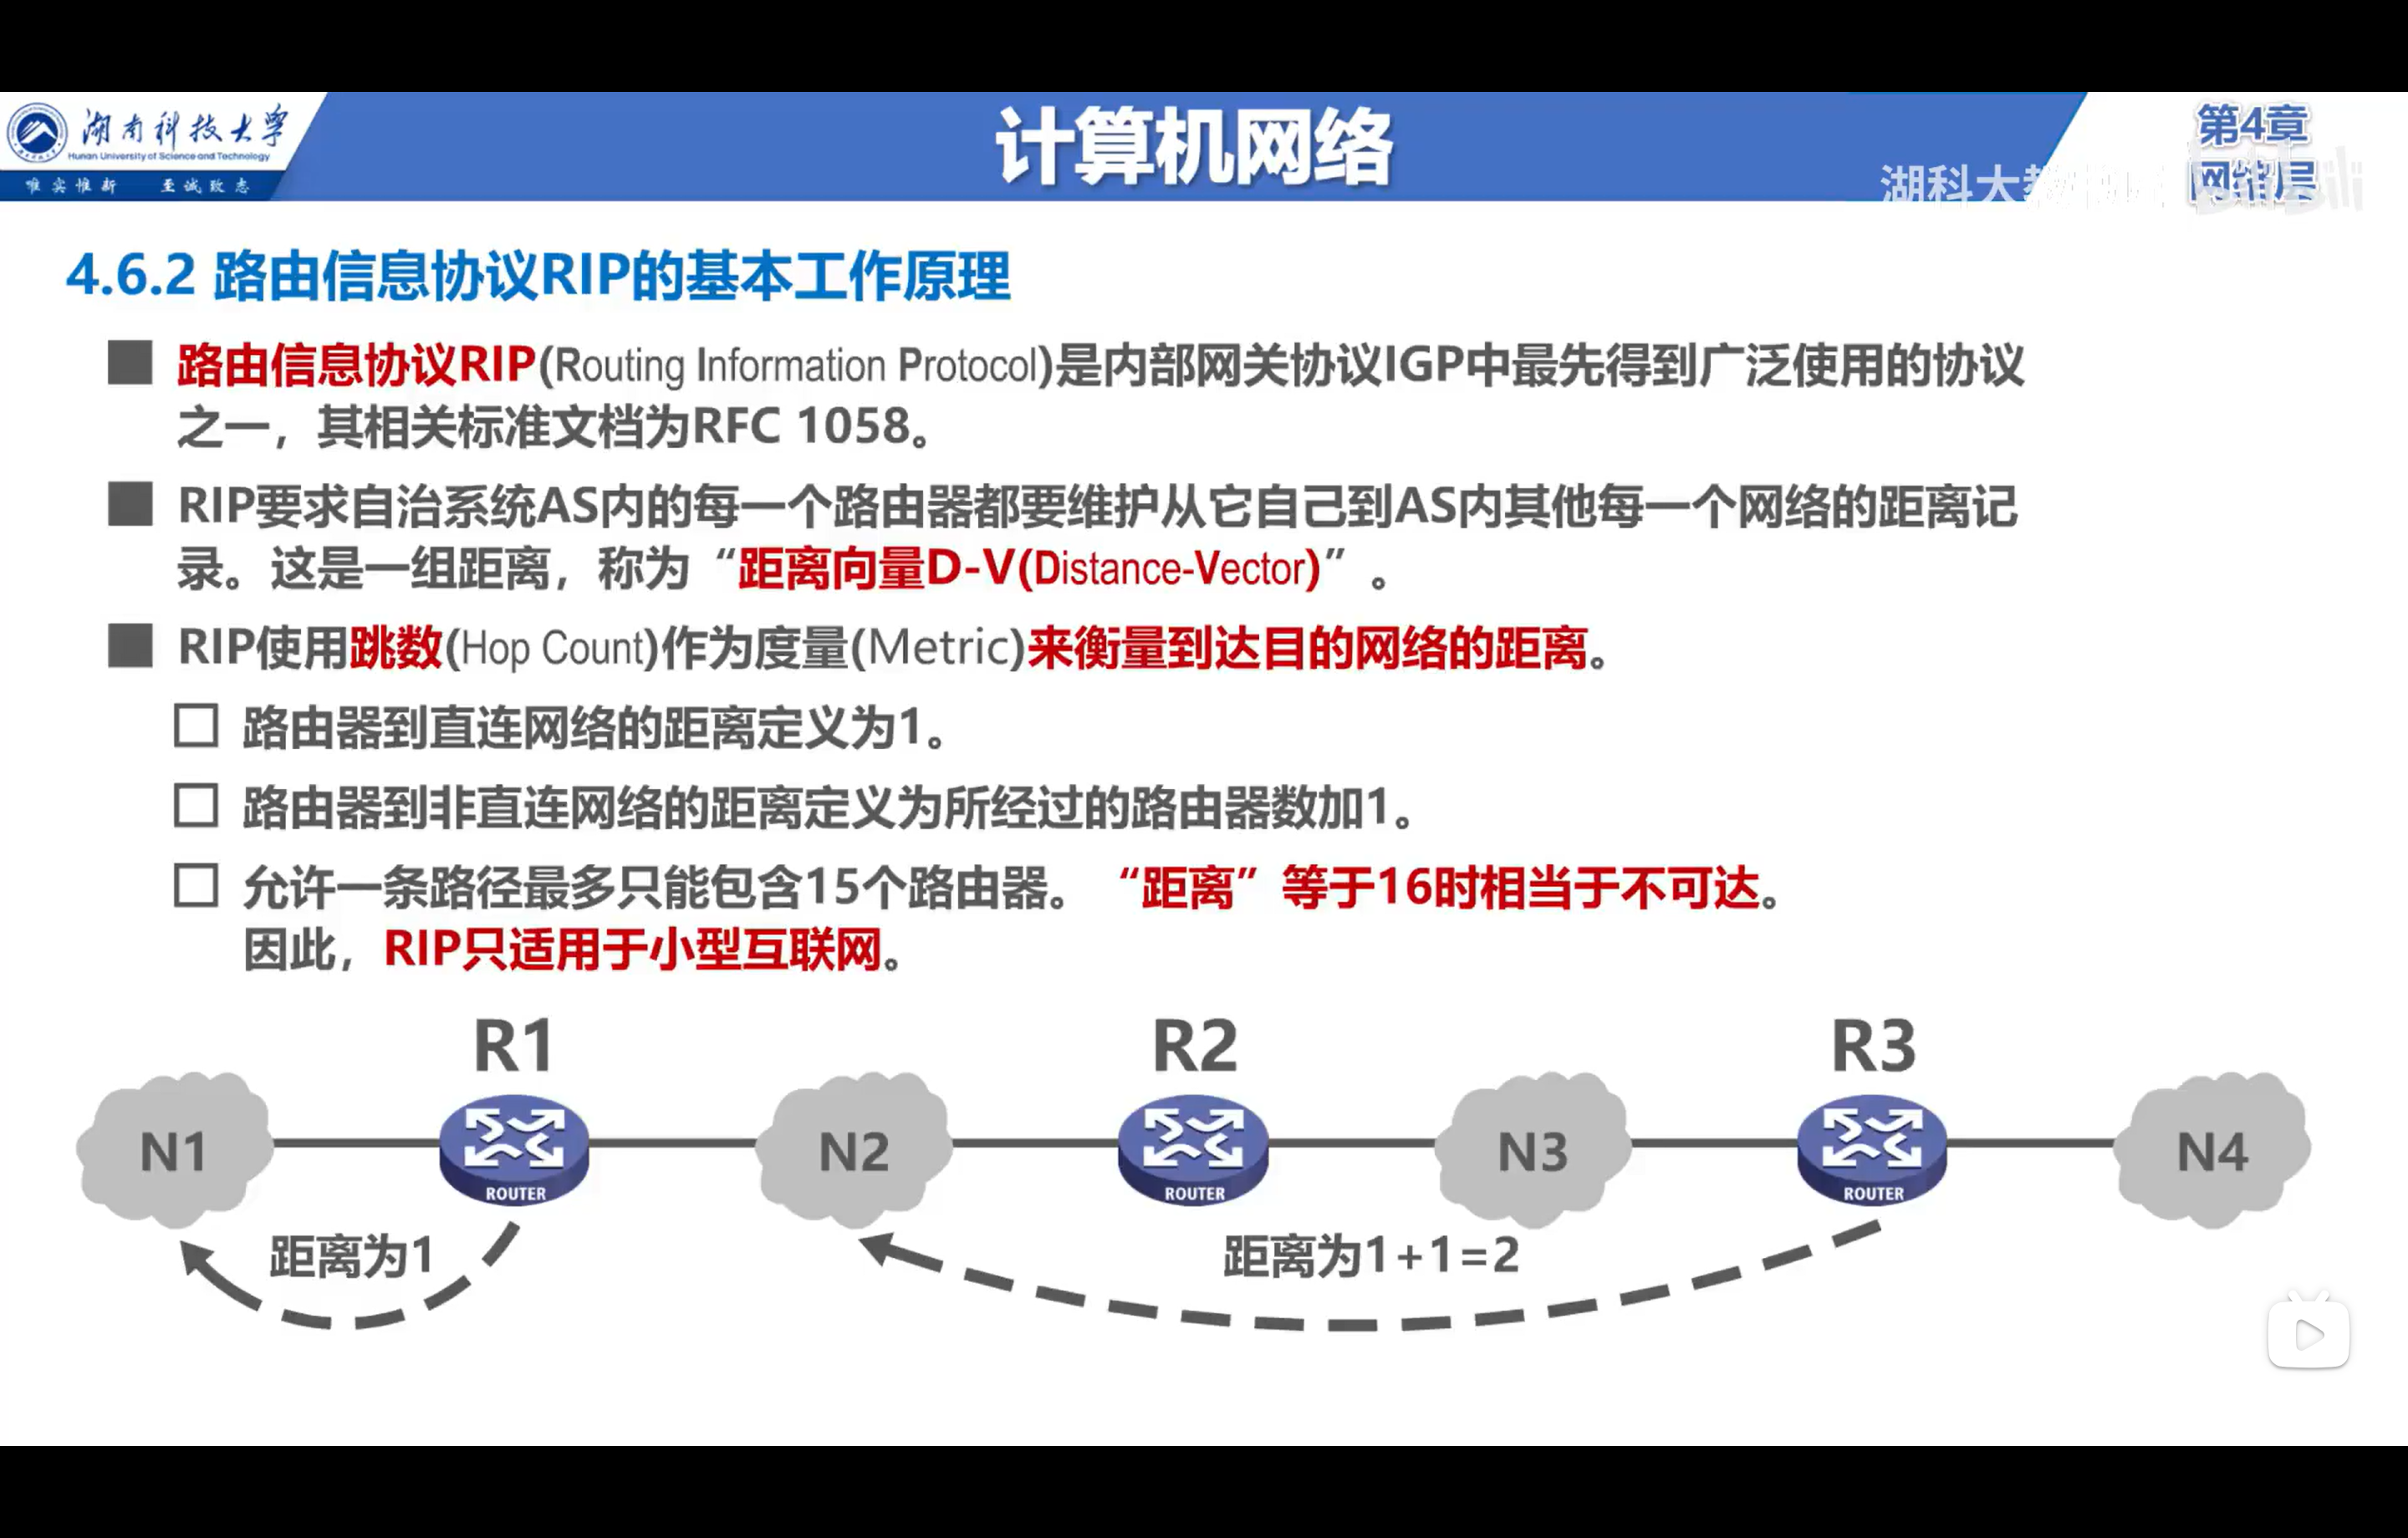 湖南科技大学
Hunan University of Science and Technology
唯实惟新 至诚致志
计算机网络
第4章
网络层
湖科大教
4.6.2 路由信息协议RIP的基本工作原理
路由信息协议RIP(Routing Information Protocol)是内部网关协议IGP中最先得到广泛使用的协议
之一，其相关标准文档为RFC 1058。
RIP要求自治系统AS内的每一个路由器都要维护从它自己到AS内其他每一个网络的距离记
录。这是一组距离，称为“距离向量D-V(Distance-Vector)”。
RIP使用跳数(Hop Count)作为度量(Metric)来衡量到达目的网络的距离。
路由器到直连网络的距离定义为1。
路由器到非直连网络的距离定义为所经过的路由器数加1。
允许一条路径最多只能包含15个路由器。“距离”等于16时相当于不可达。
因此，RIP只适用于小型互联网。
R1 R2 R3
N1 N2 N3 N4
ROUTER ROUTER ROUTER
距离为1 距离为1+1=2